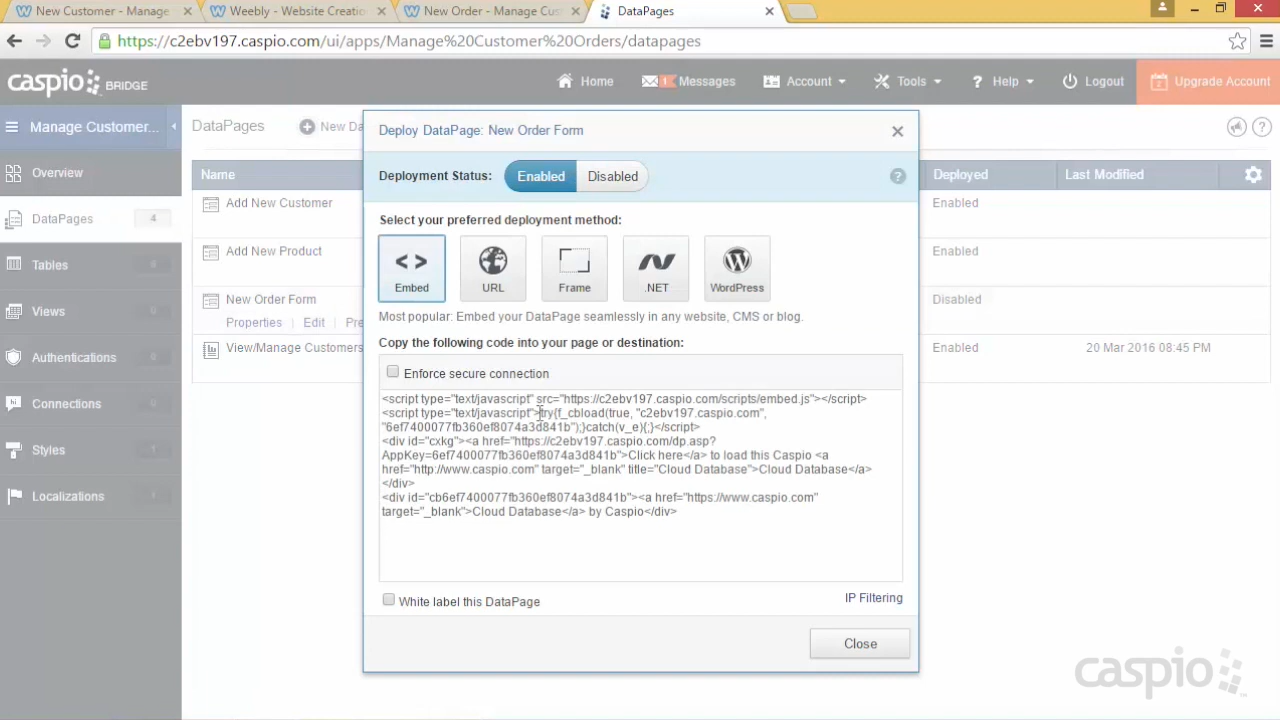 New Customer - Manage
Weebly - Website Creatio
New Order - Manage Cus
DataPages
https://c2ebv197.caspio.com/ui/apps/Manage%20Customer%20Orders/datapages
caspio BRIDGE
Home
1
Messages
Account
Tools
? Help
Logout
Upgrade Account
Manage Customer...
DataPages
New Da
Overview
DataPages 4
Tables
Views 0
Authentications 0
Connections
Styles 1
Localizations 1
Name
Deployed
Last Modified
Add New Customer
Enabled
Add New Product
Enabled
New Order Form
Disabled
Properties | Edit | Pre
View/Manage Customers
Enabled
20 Mar 2016 08:45 PM
Deploy DataPage: New Order Form
Deployment Status:
Enabled
Disabled
?
Select your preferred deployment method:
<> Embed
URL
Frame
.NET
WordPress
Most popular: Embed your DataPage seamlessly in any website, CMS or blog.
Copy the following code into your page or destination:
Enforce secure connection
<script type="text/javascript" src="https://c2ebv197.caspio.com/scripts/embed.js"></script>
<script type="text/javascript">try{f_cbload(true, "c2ebv197.caspio.com",
"6ef7400077fb360ef8074a3d841b");}catch(v_e){;}</script>
<div id="cxkg"><a href="https://c2ebv197.caspio.com/dp.asp?
AppKey=6ef7400077fb360ef8074a3d841b">Click here</a> to load this Caspio <a
href="http://www.caspio.com" target="_blank" title="Cloud Database">Cloud Database</a>
</div>
<div id="cb6ef7400077fb360ef8074a3d841b"><a href="https://www.caspio.com"
target="_blank">Cloud Database</a> by Caspio</div>
White label this DataPage
IP Filtering
Close
caspio